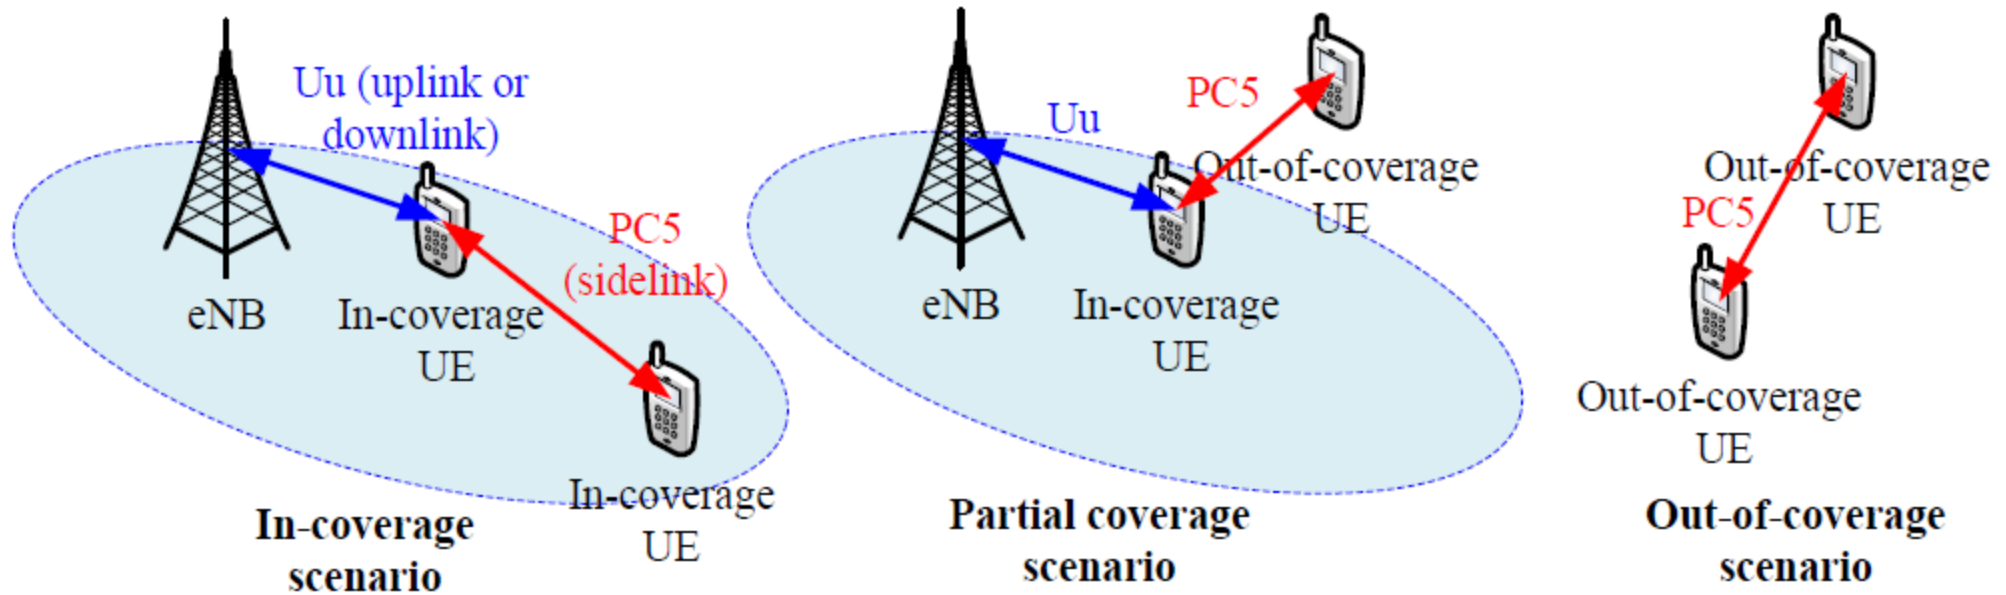 Uu (uplink or
downlink)
PC5
(sidelink)
eNB
In-coverage
UE
In-coverage
UE
In-coverage
scenario
Uu
PC5
Out-of-coverage
UE
eNB
In-coverage
UE
Partial coverage
scenario
Out-of-coverage
UE
PC5
Out-of-coverage
UE
Out-of-coverage
scenario